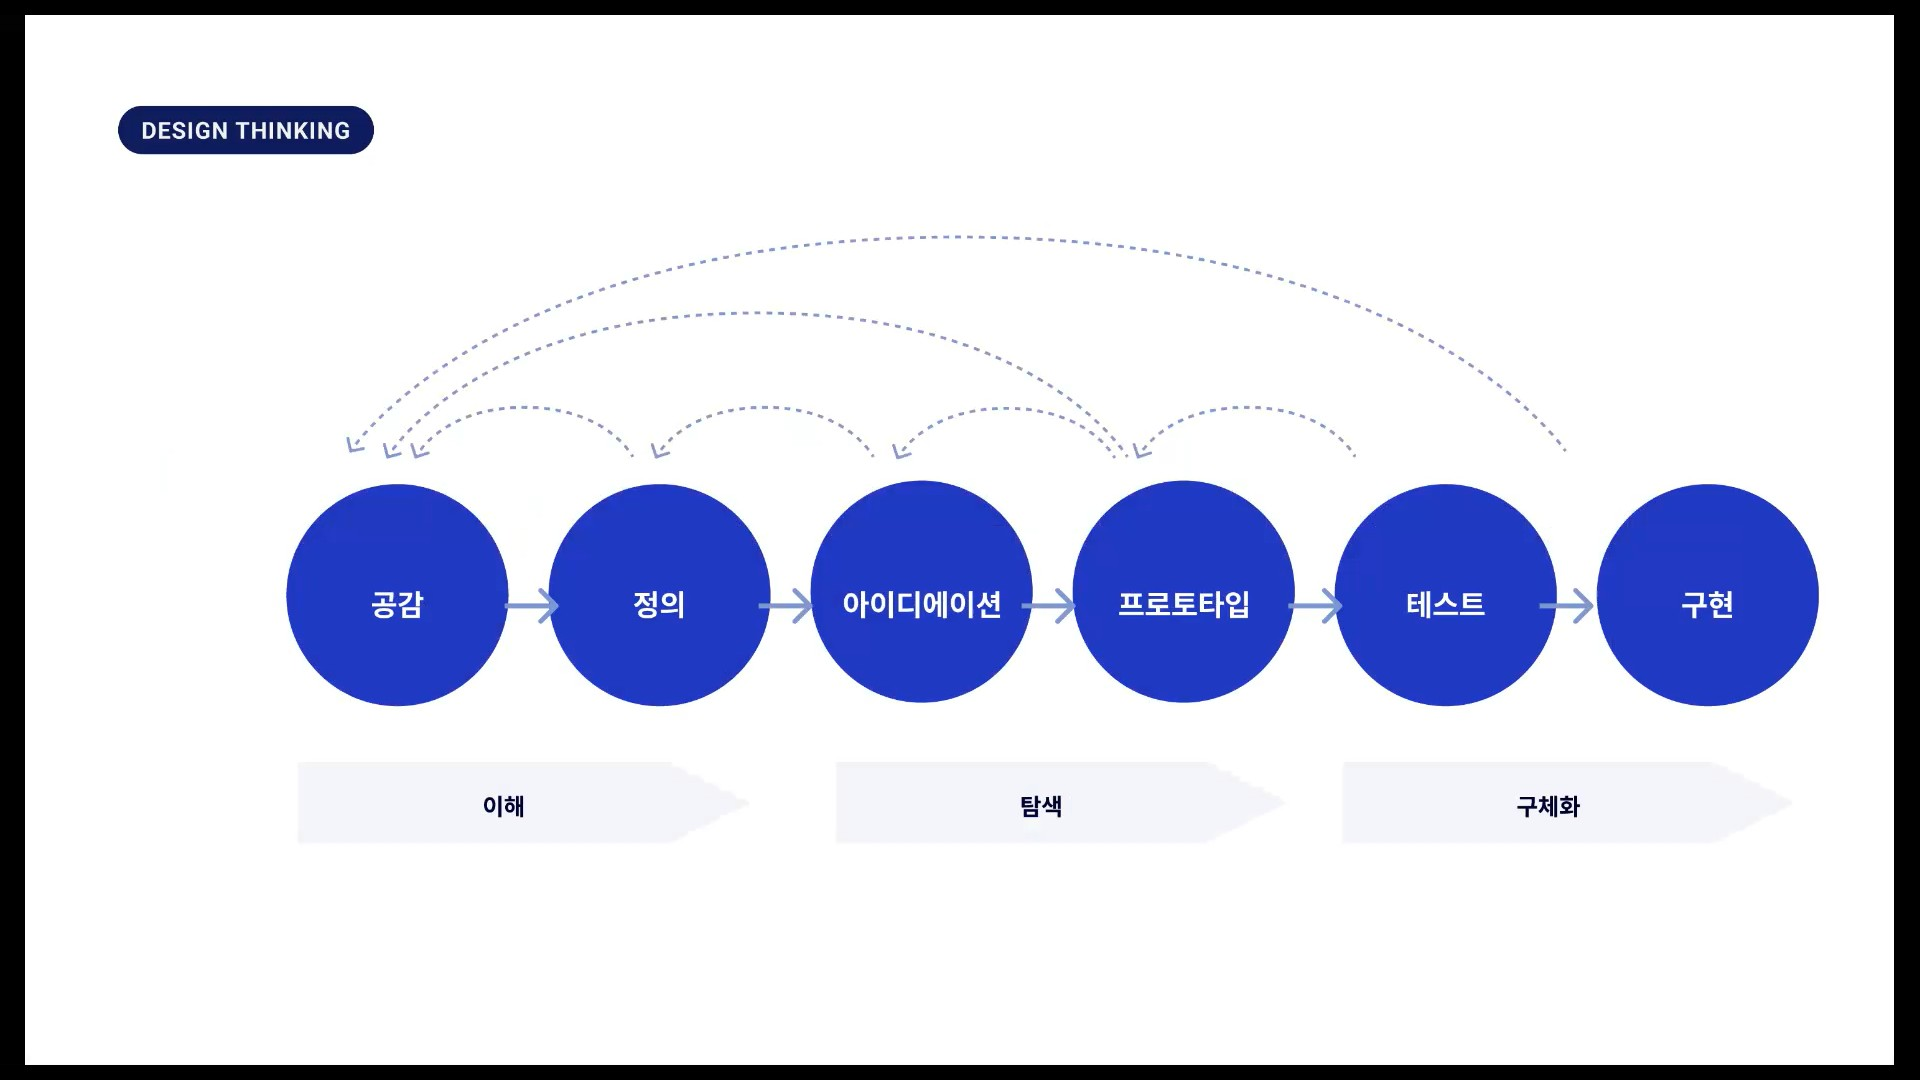 DESIGN THINKING
공감
정의
아이디에이션
프로토타입
테스트
구현
이해
탐색
구체화